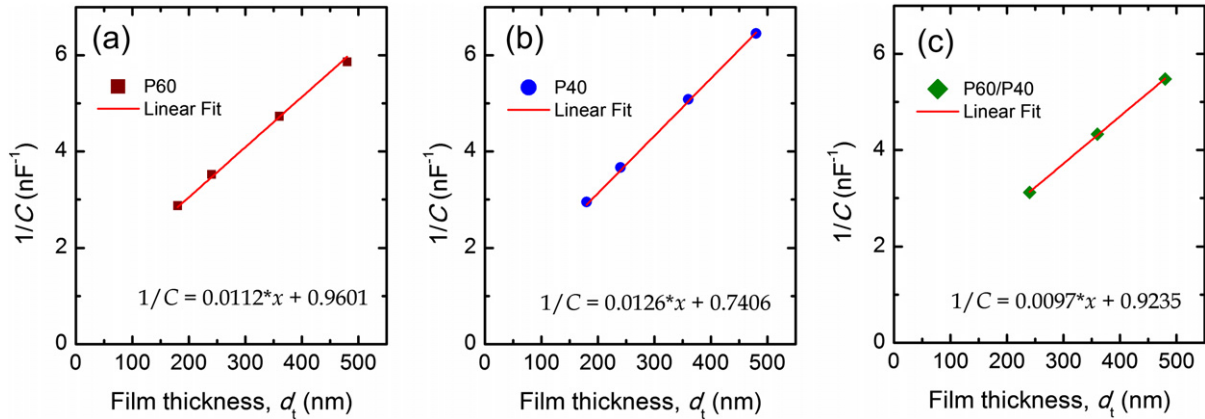 (a)
P60
Linear Fit
1/C = 0.0112*x + 0.9601
1/C (nF⁻¹)
6
4
2
0
0 100 200 300 400 500
Film thickness, dₜ (nm)
(b)
P40
Linear Fit
1/C = 0.0126*x + 0.7406
1/C (nF⁻¹)
6
4
2
0
0 100 200 300 400 500
Film thickness, dₜ (nm)
(c)
P60/P40
Linear Fit
1/C = 0.0097*x + 0.9235
1/C (nF⁻¹)
6
4
2
0
0 100 200 300 400 500
Film thickness, dₜ (nm)